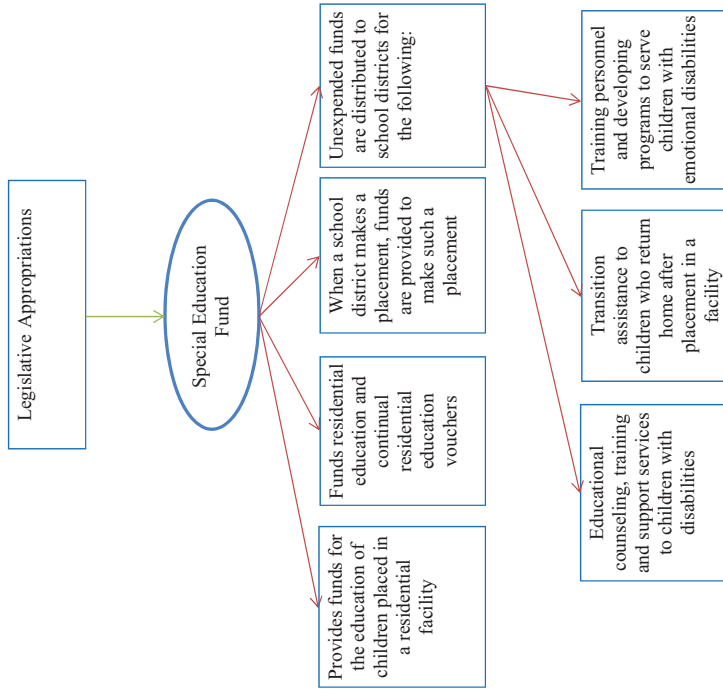 Legislative Appropriations
Special Education
Fund
Provides funds for
the education of
children placed in
a residential
facility
Funds residential
education and
continual
residential
education
vouchers
When a school
district makes a
placement, funds
are provided to
make such a
placement
Unexpended funds
are distributed to
school districts for
the following:
Educational
counseling, training
and support services
to children with
disabilities
Transition
assistance to
children who return
home after
placement in a
facility
Training personnel
and developing
programs to serve
children with
emotional disabilities